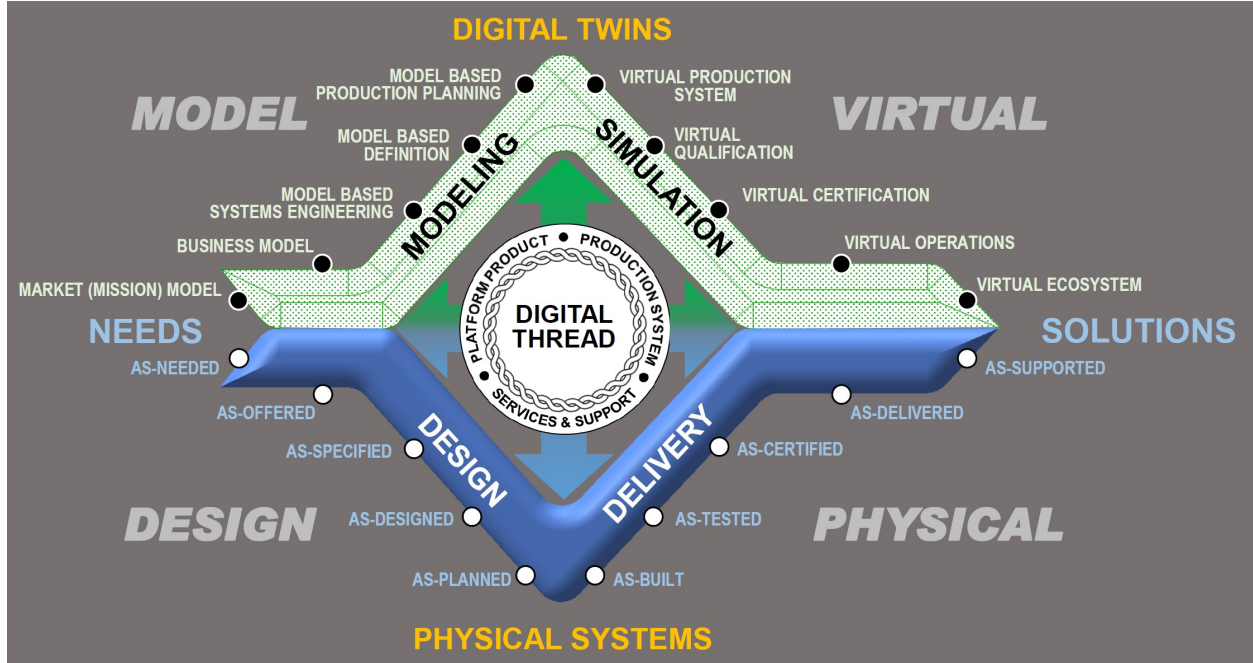 DIGITAL TWINS
MODEL
VIRTUAL
MODEL BASED
PRODUCTION PLANNING
VIRTUAL PRODUCTION
SYSTEM
MODEL BASED
DEFINITION
VIRTUAL
QUALIFICATION
MODELING
SIMULATION
MODEL BASED
SYSTEMS ENGINEERING
VIRTUAL CERTIFICATION
BUSINESS MODEL
VIRTUAL OPERATIONS
MARKET (MISSION) MODEL
VIRTUAL ECOSYSTEM
PLATFORM PRODUCT • PRODUCTION SYSTEM • SERVICES & SUPPORT •
DIGITAL
THREAD
NEEDS
SOLUTIONS
AS-NEEDED
AS-SUPPORTED
AS-OFFERED
AS-DELIVERED
DESIGN
DELIVERY
AS-SPECIFIED
AS-CERTIFIED
DESIGN
PHYSICAL
AS-DESIGNED
AS-TESTED
AS-PLANNED
AS-BUILT
PHYSICAL SYSTEMS